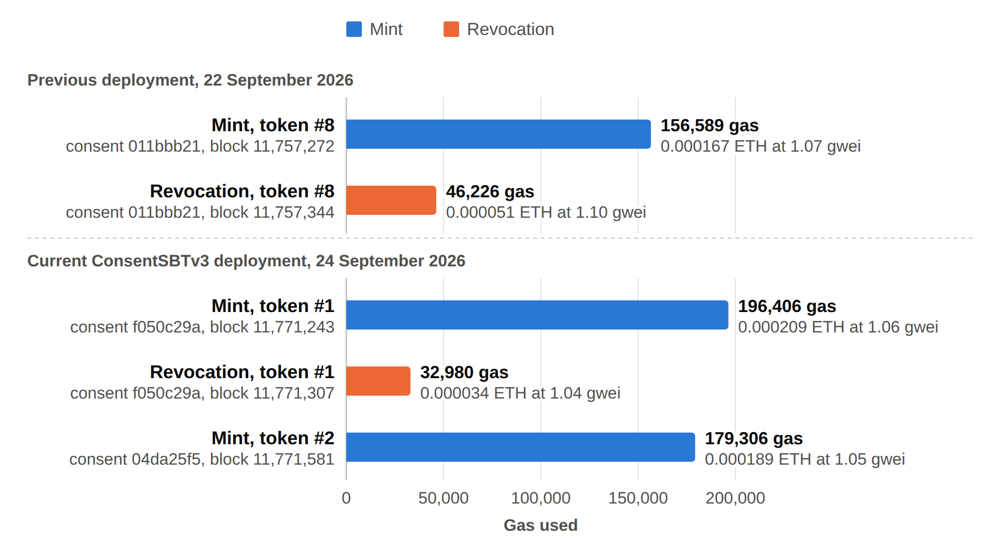 Mint
Revocation
Previous deployment, 22 September 2026
Mint, token #8
consent 011bbb21, block 11,757,272
156,589 gas
0.000167 ETH at 1.07 gwei
Revocation, token #8
consent 011bbb21, block 11,757,344
46,226 gas
0.000051 ETH at 1.10 gwei
Current ConsentSBTv3 deployment, 24 September 2026
Mint, token #1
consent f050c29a, block 11,771,243
196,406 gas
0.000209 ETH at 1.06 gwei
Revocation, token #1
consent f050c29a, block 11,771,307
32,980 gas
0.000034 ETH at 1.04 gwei
Mint, token #2
consent 04da25f5, block 11,771,581
179,306 gas
0.000189 ETH at 1.05 gwei
0 50,000 100,000 150,000 200,000
Gas used